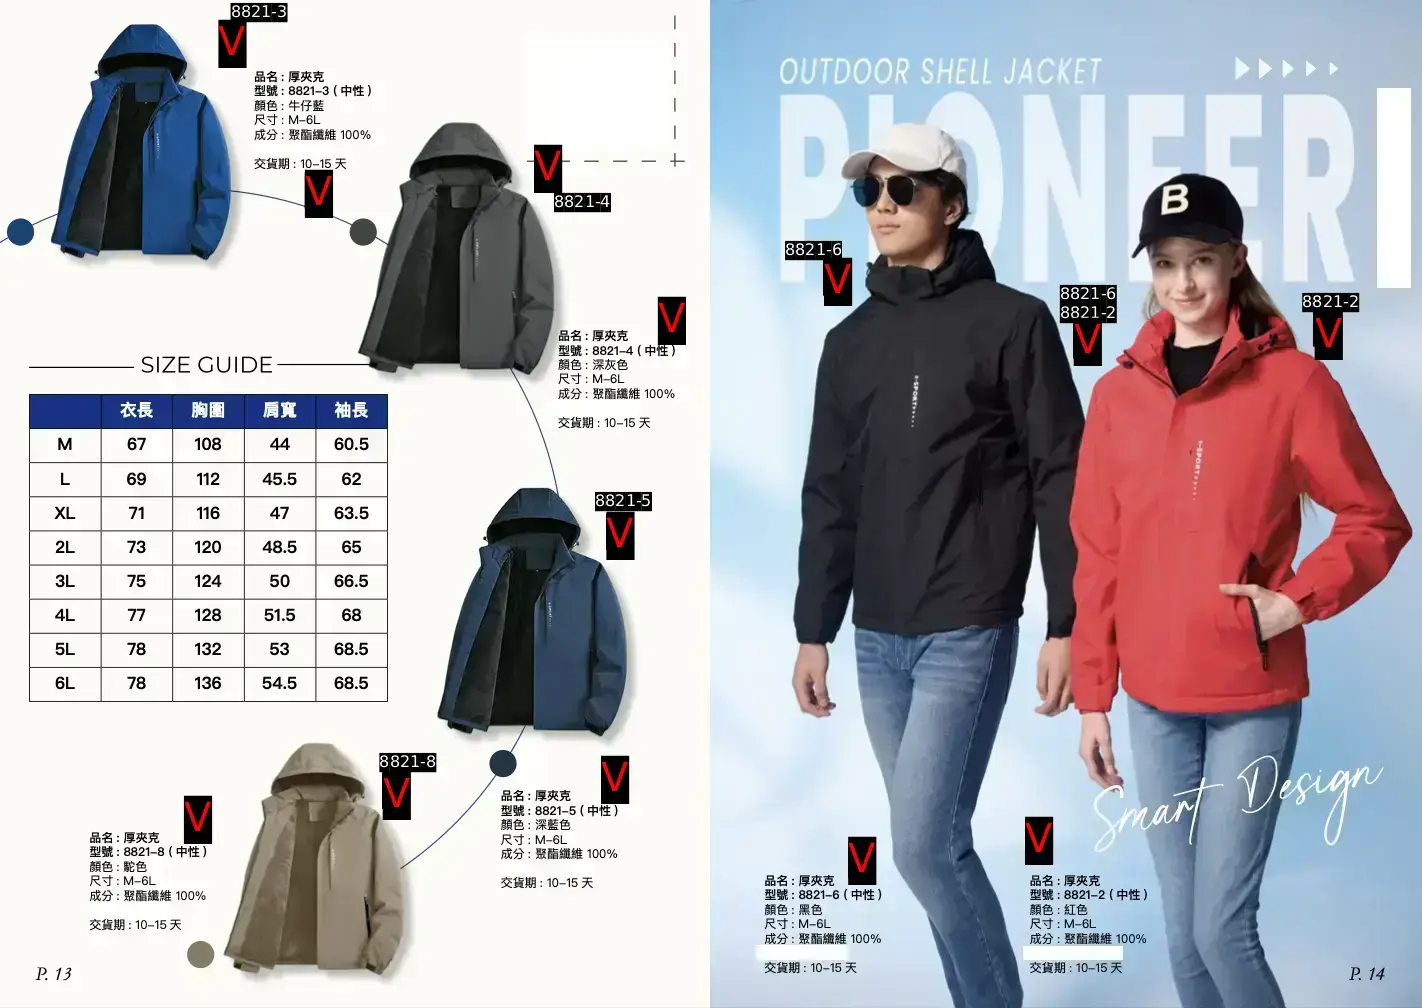 8821-3
V
品名 : 厚夾克
型號 : 8821-3 ( 中性 )
顏色 : 牛仔藍
尺寸 : M-6L
成分 : 聚酯纖維 100%
交貨期 : 10-15 天
V
V
8821-4
V
品名 : 厚夾克
型號 : 8821-4 ( 中性 )
顏色 : 深灰色
尺寸 : M-6L
成分 : 聚酯纖維 100%
交貨期 : 10-15 天
SIZE GUIDE
衣長 胸圍 肩寬 袖長
M 67 108 44 60.5
L 69 112 45.5 62
XL 71 116 47 63.5
2L 73 120 48.5 65
3L 75 124 50 66.5
4L 77 128 51.5 68
5L 78 132 53 68.5
6L 78 136 54.5 68.5
8821-5
V
V
品名 : 厚夾克
型號 : 8821-5 ( 中性 )
顏色 : 深藍色
尺寸 : M-6L
成分 : 聚酯纖維 100%
交貨期 : 10-15 天
8821-8
V
V
品名 : 厚夾克
型號 : 8821-8 ( 中性 )
顏色 : 駝色
尺寸 : M-6L
成分 : 聚酯纖維 100%
交貨期 : 10-15 天
P. 13
OUTDOOR SHELL JACKET
PIONEER
B
8821-6
V
8821-6
8821-2
V
8821-2
V
SPORT
SPORT
Smart Design
V
品名 : 厚夾克
型號 : 8821-6 ( 中性 )
顏色 : 黑色
尺寸 : M-6L
成分 : 聚酯纖維 100%
交貨期 : 10-15 天
V
品名 : 厚夾克
型號 : 8821-2 ( 中性 )
顏色 : 紅色
尺寸 : M-6L
成分 : 聚酯纖維 100%
交貨期 : 10-15 天
P. 14